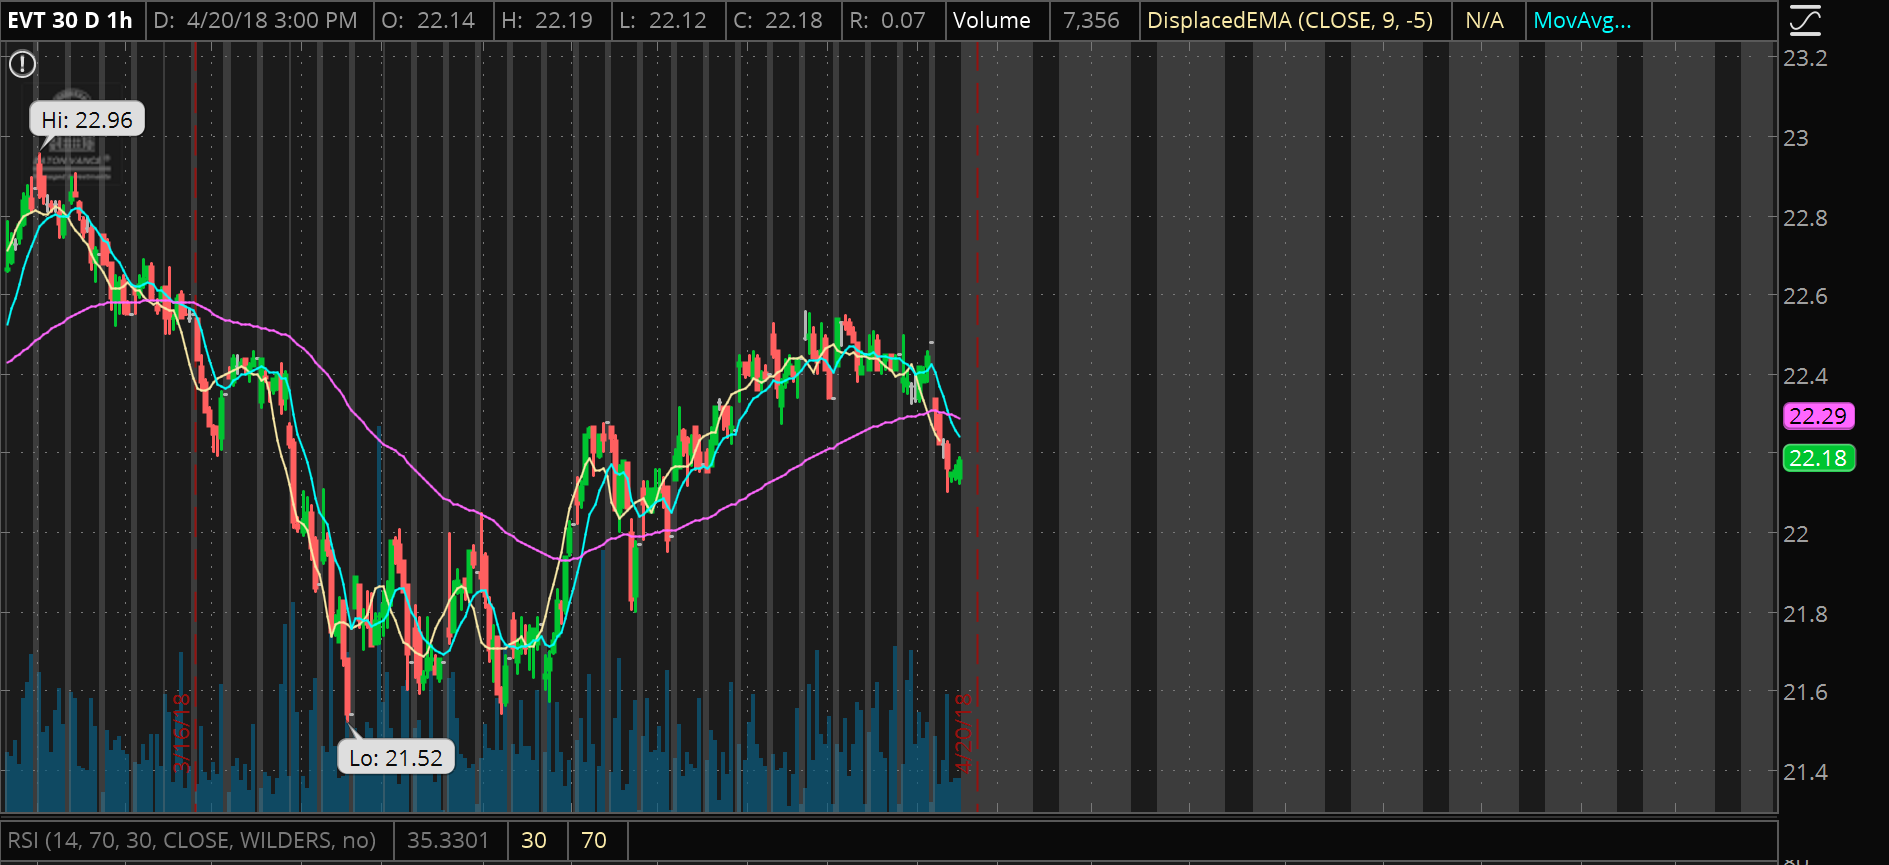 EVT 30 D 1h D: 4/20/18 3:00 PM O: 22.14 H: 22.19 L: 22.12 C: 22.18 R: 0.07 Volume 7,356 DisplacedEMA (CLOSE, 9, -5) N/A MovAvg...
23.2
Hi: 22.96
23
EATON VANCE
22.8
22.6
22.4
22.29
22.18
22
21.8
21.6
3/16/18
4/20/18
Lo: 21.52
21.4
RSI (14, 70, 30, CLOSE, WILDERS, no) 35.3301 30 70